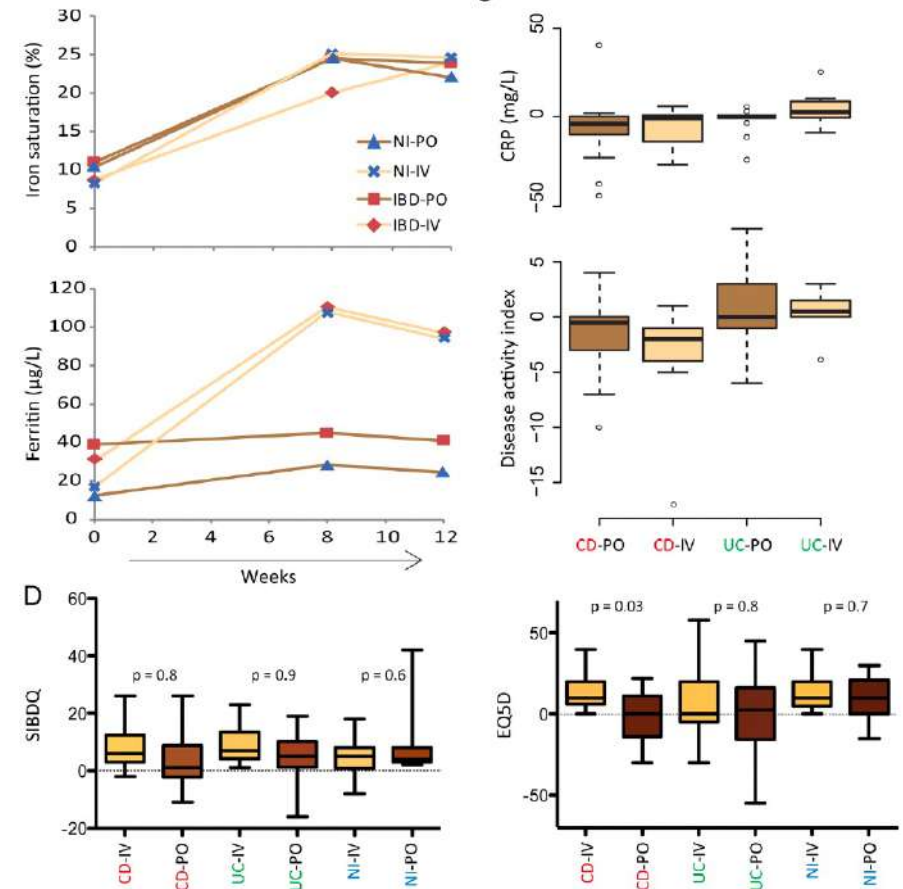 30
25
20
15
10
5
0
Iron saturation (%)
NI-PO
NI-IV
IBD-PO
IBD-IV
120
100
80
60
40
20
0
Ferritin (µg/L)
0 2 4 6 8 10 12
Weeks
50
0
−50
CRP (mg/L)
5
0
−5
−10
−15
Disease activity index
CD-PO CD-IV UC-PO UC-IV
D
60
40
20
0
-20
SIBDQ
p = 0.8 p = 0.9 p = 0.6
CD-IV
CD-PO
UC-IV
UC-PO
NI-IV
NI-PO
50
0
-50
EQ5D
p = 0.03 p = 0.8 p = 0.7
CD-IV
CD-PO
UC-IV
UC-PO
NI-IV
NI-PO